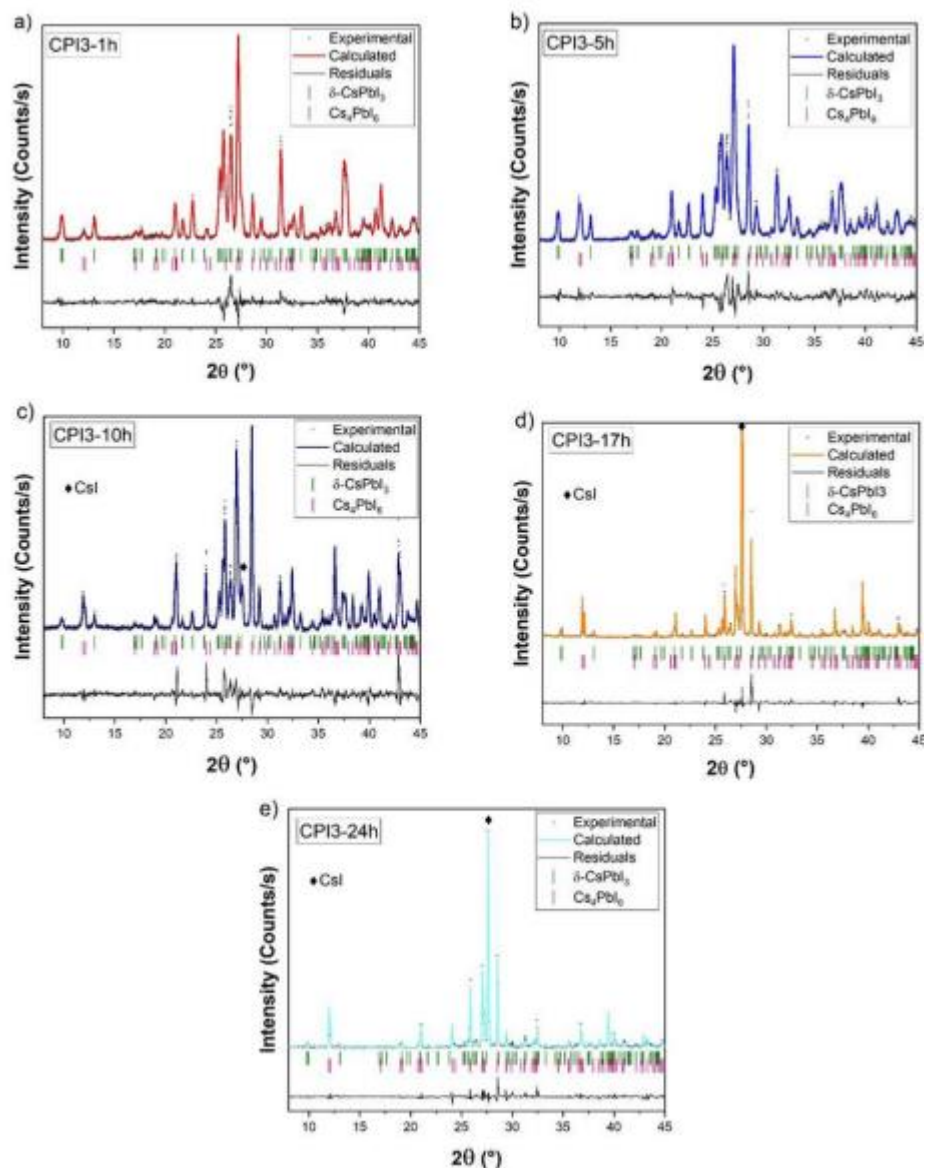 a)
CPI3-1h
Experimental
Calculated
Residuals
δ-CsPbI₃
Cs₄PbI₆
Intensity (Counts/s)
10 15 20 25 30 35 40 45
2θ (°)
b)
CPI3-5h
Experimental
Calculated
Residuals
δ-CsPbI₃
Cs₄PbI₆
Intensity (Counts/s)
10 15 20 25 30 35 40 45
2θ (°)
c)
CPI3-10h
Experimental
Calculated
Residuals
δ-CsPbI₃
Cs₄PbI₆
CsI
Intensity (Counts/s)
10 15 20 25 30 35 40 45
2θ (°)
d)
CPI3-17h
Experimental
Calculated
Residuals
δ-CsPbI3
Cs₄PbI₆
CsI
Intensity (Counts/s)
10 15 20 25 30 35 40 45
2θ (°)
e)
CPI3-24h
Experimental
Calculated
Residuals
δ-CsPbI₃
Cs₄PbI₆
CsI
Intensity (Counts/s)
10 15 20 25 30 35 40 45
2θ (°)